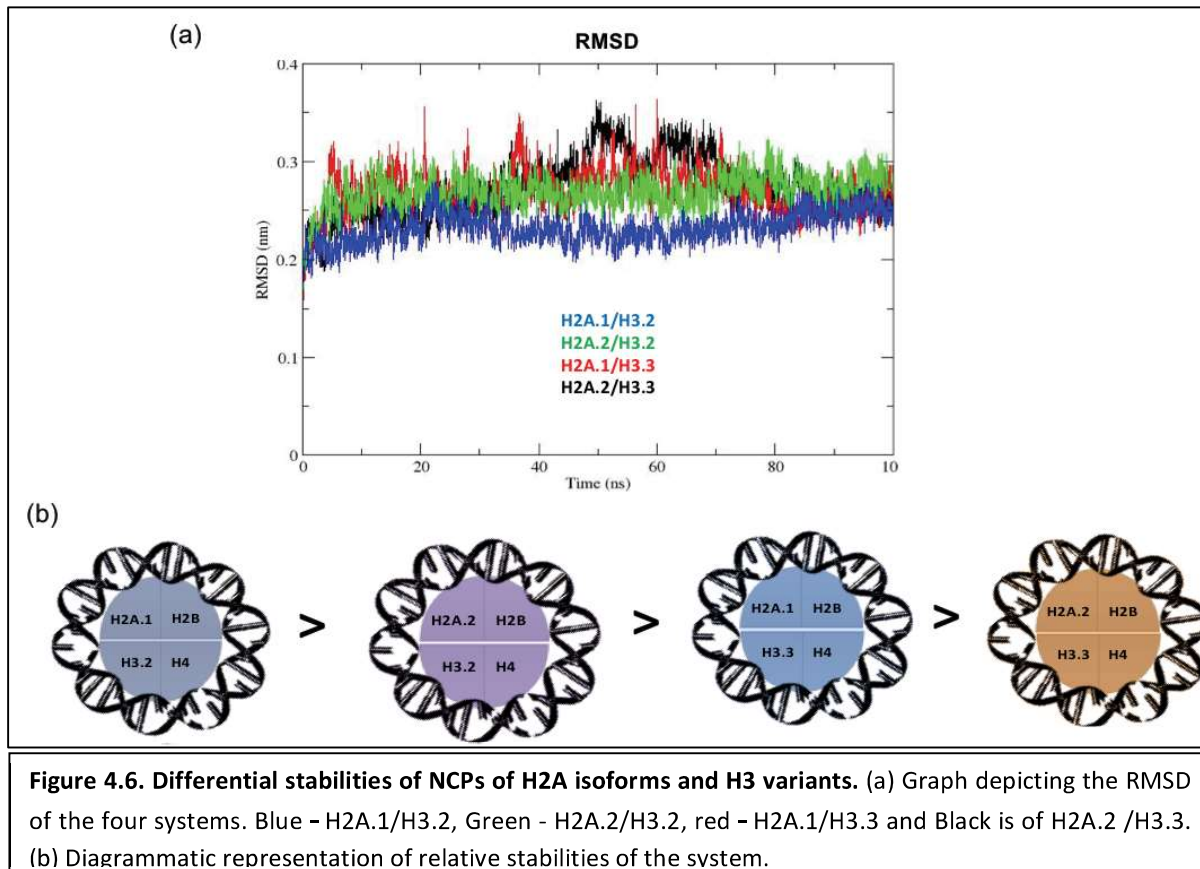 (a)
RMSD
0.4
0.3
0.2
0.1
0
RMSD (nm)
H2A.1/H3.2
H2A.2/H3.2
H2A.1/H3.3
H2A.2/H3.3
0 20 40 60 80 10
Time (ns)
(b)
H2A.1 H2B
H3.2 H4
>
H2A.2 H2B
H3.2 H4
>
H2A.1 H2B
H3.3 H4
>
H2A.2 H2B
H3.3 H4
Figure 4.6. Differential stabilities of NCPs of H2A isoforms and H3 variants. (a) Graph depicting the RMSD
of the four systems. Blue – H2A.1/H3.2, Green - H2A.2/H3.2, red – H2A.1/H3.3 and Black is of H2A.2 /H3.3.
(b) Diagrammatic representation of relative stabilities of the system.